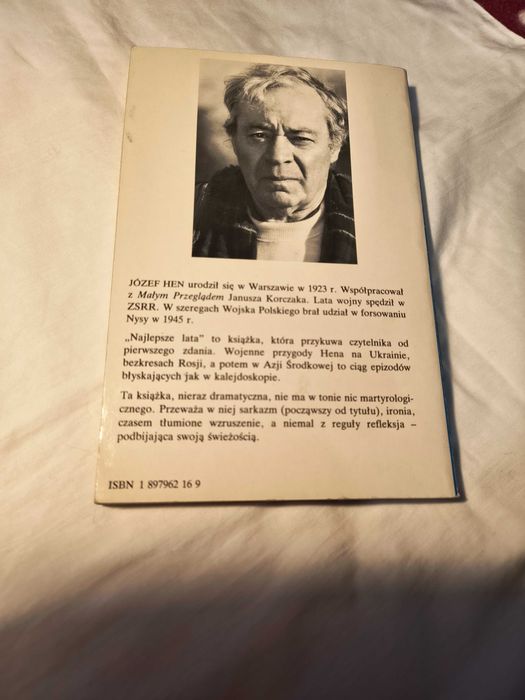 JÓZEF HEN urodził się w Warszawie w 1923 r. Współpracował
z Małym Przeglądem Janusza Korczaka. Lata wojny spędził w
ZSRR. W szeregach Wojska Polskiego brał udział w forsowaniu
Nysy w 1945 r.
„Najlepsze lata" to książka, która przykuwa czytelnika od
pierwszego zdania. Wojenne przygody Hena na Ukrainie,
bezkresach Rosji, a potem w Azji Środkowej to ciąg epizodów
błyskających jak w kalejdoskopie.
Ta książka, nieraz dramatyczna, nie ma w tonie nic martyrologi-
cznego. Przeważa w niej sarkazm (począwszy od tytułu), ironia,
czasem tłumione wzruszenie, a niemal z reguły refleksja –
podbijająca swoją świeżością.
ISBN 1 897962 16 9